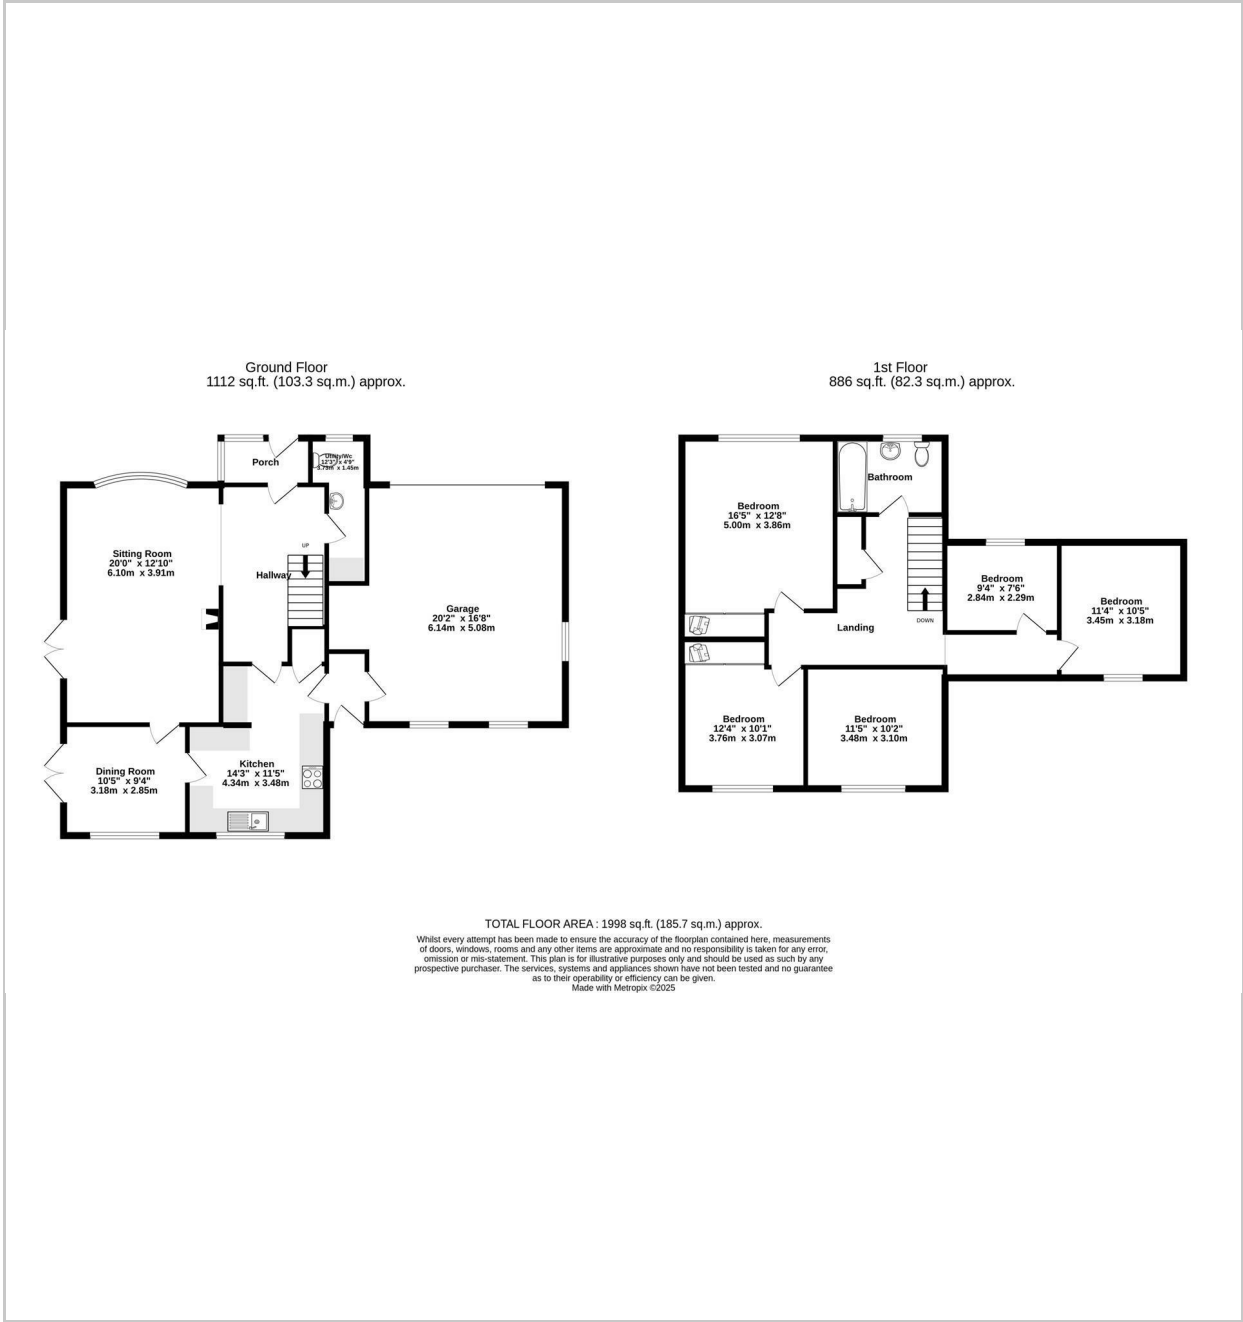 Ground Floor
1112 sq.ft. (103.3 sq.m.) approx.
1st Floor
886 sq.ft. (82.3 sq.m.) approx.
Porch
Utility/Wc
12'3" x 4'9"
3.73m x 1.45m
Sitting Room
20'0" x 12'10"
6.10m x 3.91m
UP
Hallway
Garage
20'2" x 16'8"
6.14m x 5.08m
Dining Room
10'5" x 9'4"
3.18m x 2.85m
Kitchen
14'3" x 11'5"
4.34m x 3.48m
Bedroom
16'5" x 12'8"
5.00m x 3.86m
Bathroom
Bedroom
9'4" x 7'6"
2.84m x 2.29m
Bedroom
11'4" x 10'5"
3.45m x 3.18m
Landing
DOWN
Bedroom
12'4" x 10'1"
3.76m x 3.07m
Bedroom
11'5" x 10'2"
3.48m x 3.10m
TOTAL FLOOR AREA : 1998 sq.ft. (185.7 sq.m.) approx.
Whilst every attempt has been made to ensure the accuracy of the floorplan contained here, measurements
of doors, windows, rooms and any other items are approximate and no responsibility is taken for any error,
omission or mis-statement. This plan is for illustrative purposes only and should be used as such by any
prospective purchaser. The services, systems and appliances shown have not been tested and no guarantee
as to their operability or efficiency can be given.
Made with Metropix ©2025